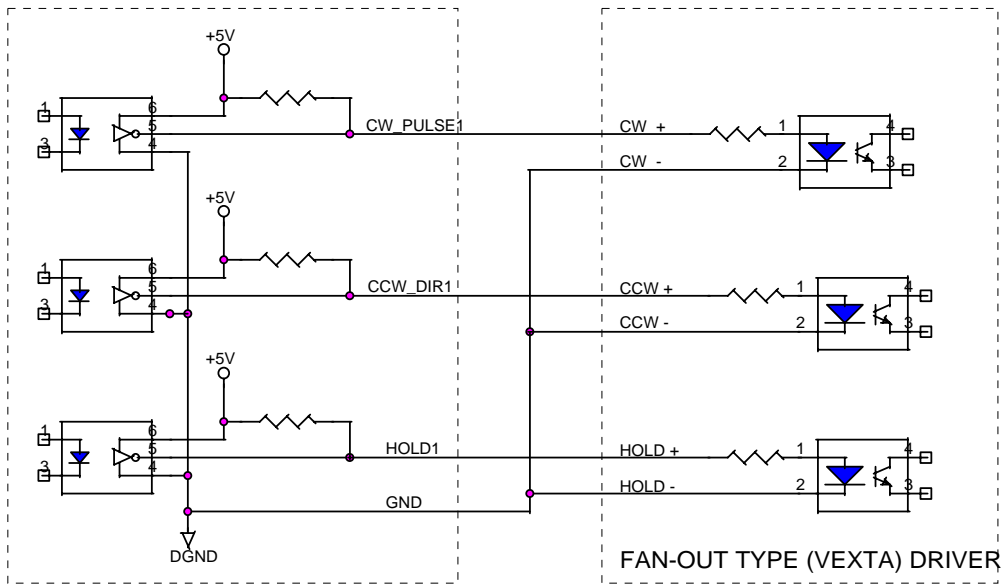 +5V
1
6
5
4
3
CW_PULSE1
CW +
CW -
1
2
4
3
+5V
1
6
5
4
3
CCW_DIR1
CCW +
CCW -
1
2
4
3
+5V
1
6
5
4
3
HOLD1
HOLD +
HOLD -
1
2
4
3
GND
DGND
FAN-OUT TYPE (VEXTA) DRIVER